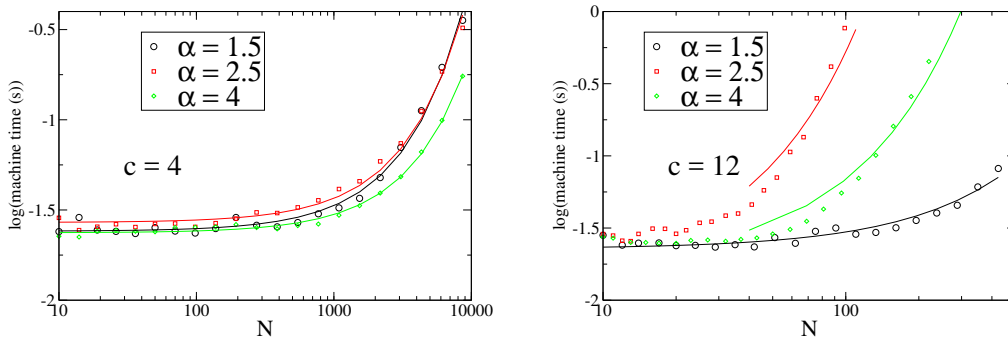 -0.5
-1
-1.5
-2
log(machine time (s))
α = 1.5
α = 2.5
α = 4
c = 4
10
100
1000
10000
N
0
-0.5
-1
-1.5
-2
log(machine time (s))
α = 1.5
α = 2.5
α = 4
c = 12
10
100
N